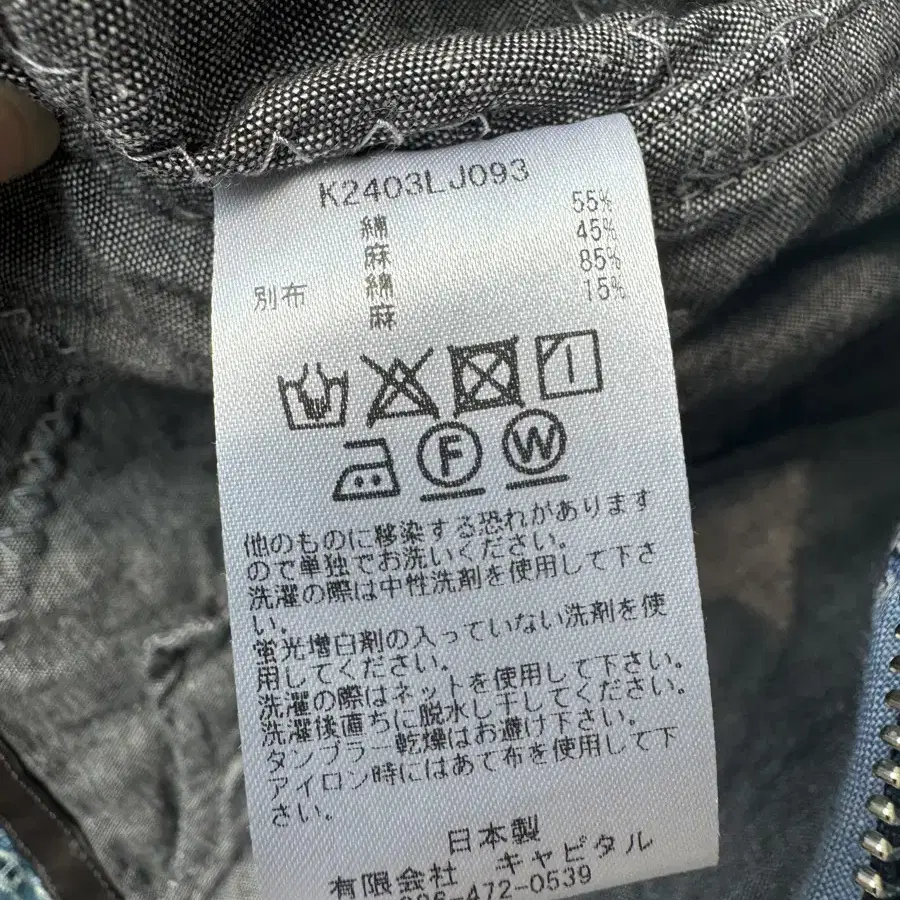 K2403LJ093
綿 55%
麻 45%
別布 綿 85%
麻 15%
F W
他のものに移染する恐れがあります
ので単独でお洗いください。
洗濯の際は中性洗剤を使用して下さ
い。
蛍光増白剤の入っていない洗剤を使
用してください。
洗濯の際はネットを使用して下さい。
洗濯後直ちに脱水し干してください。
タンブラー乾燥はお避け下さい。
アイロン時にはあて布を使用して下
さい。
日本製
有限会社 キャピタル
086-472-0539